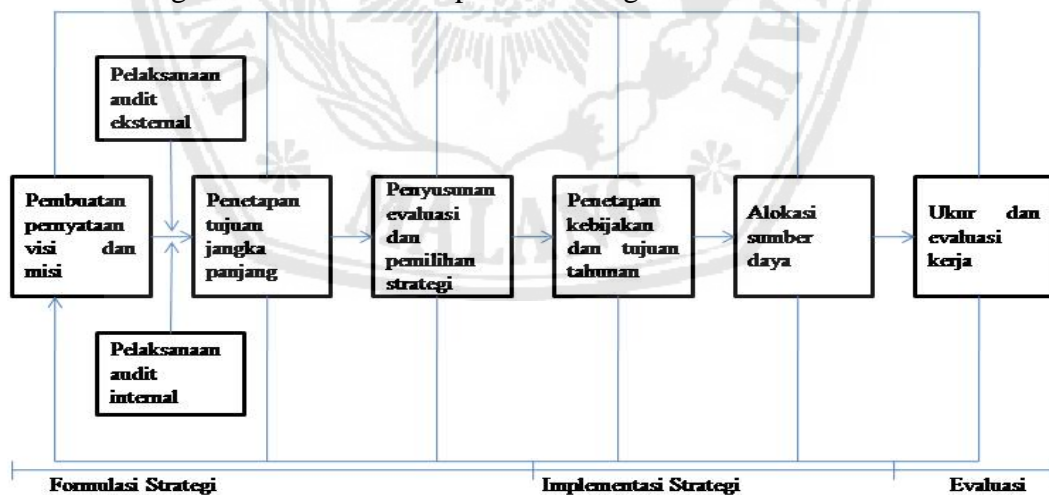 Pelaksanaan
audit
eksternal
Pembuatan
pernyataan
visi dan
misi
Penetapan
tujuan
jangka
panjang
Penyusunan
evaluasi
dan
pemilihan
strategi
Penetapan
kebijakan
dan tujuan
tahunan
Alokasi
sumber
daya
Ukur dan
evaluasi
kerja
Pelaksanaan
audit
internal
Formulasi Strategi
Implementasi Strategi
Evaluasi
MALANG